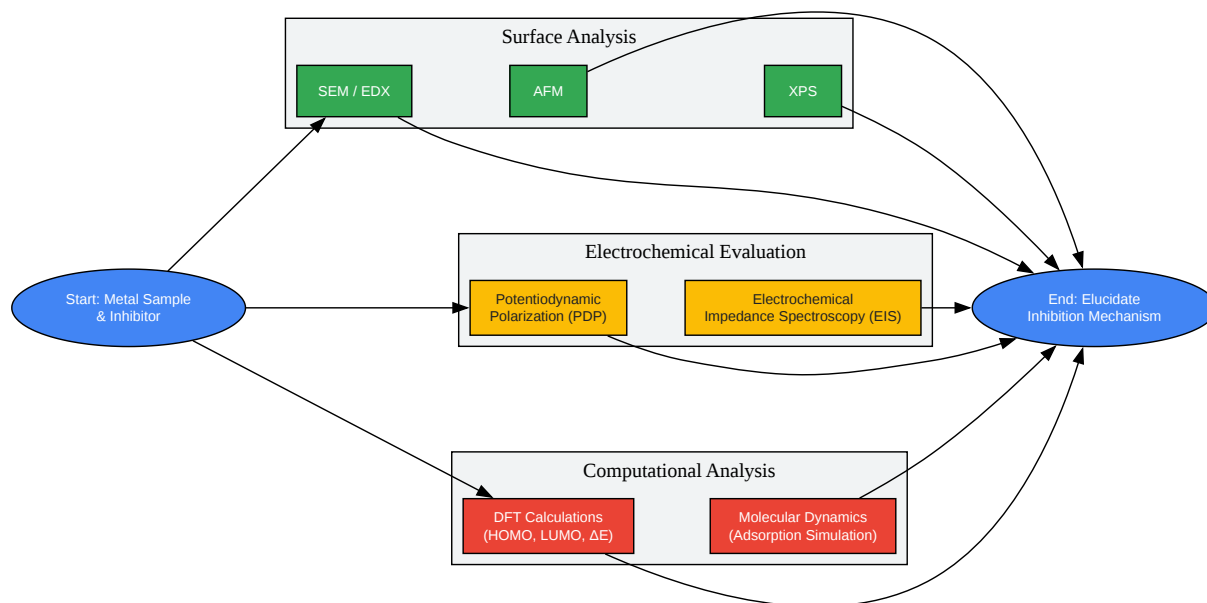 Surface Analysis
SEM / EDX
AFM
XPS
Electrochemical Evaluation
Start: Metal Sample
& Inhibitor
Potentiodynamic
Polarization (PDP)
Electrochemical
Impedance Spectroscopy (EIS)
End: Elucidate
Inhibition Mechanism
Computational Analysis
DFT Calculations
(HOMO, LUMO, ΔE)
Molecular Dynamics
(Adsorption Simulation)